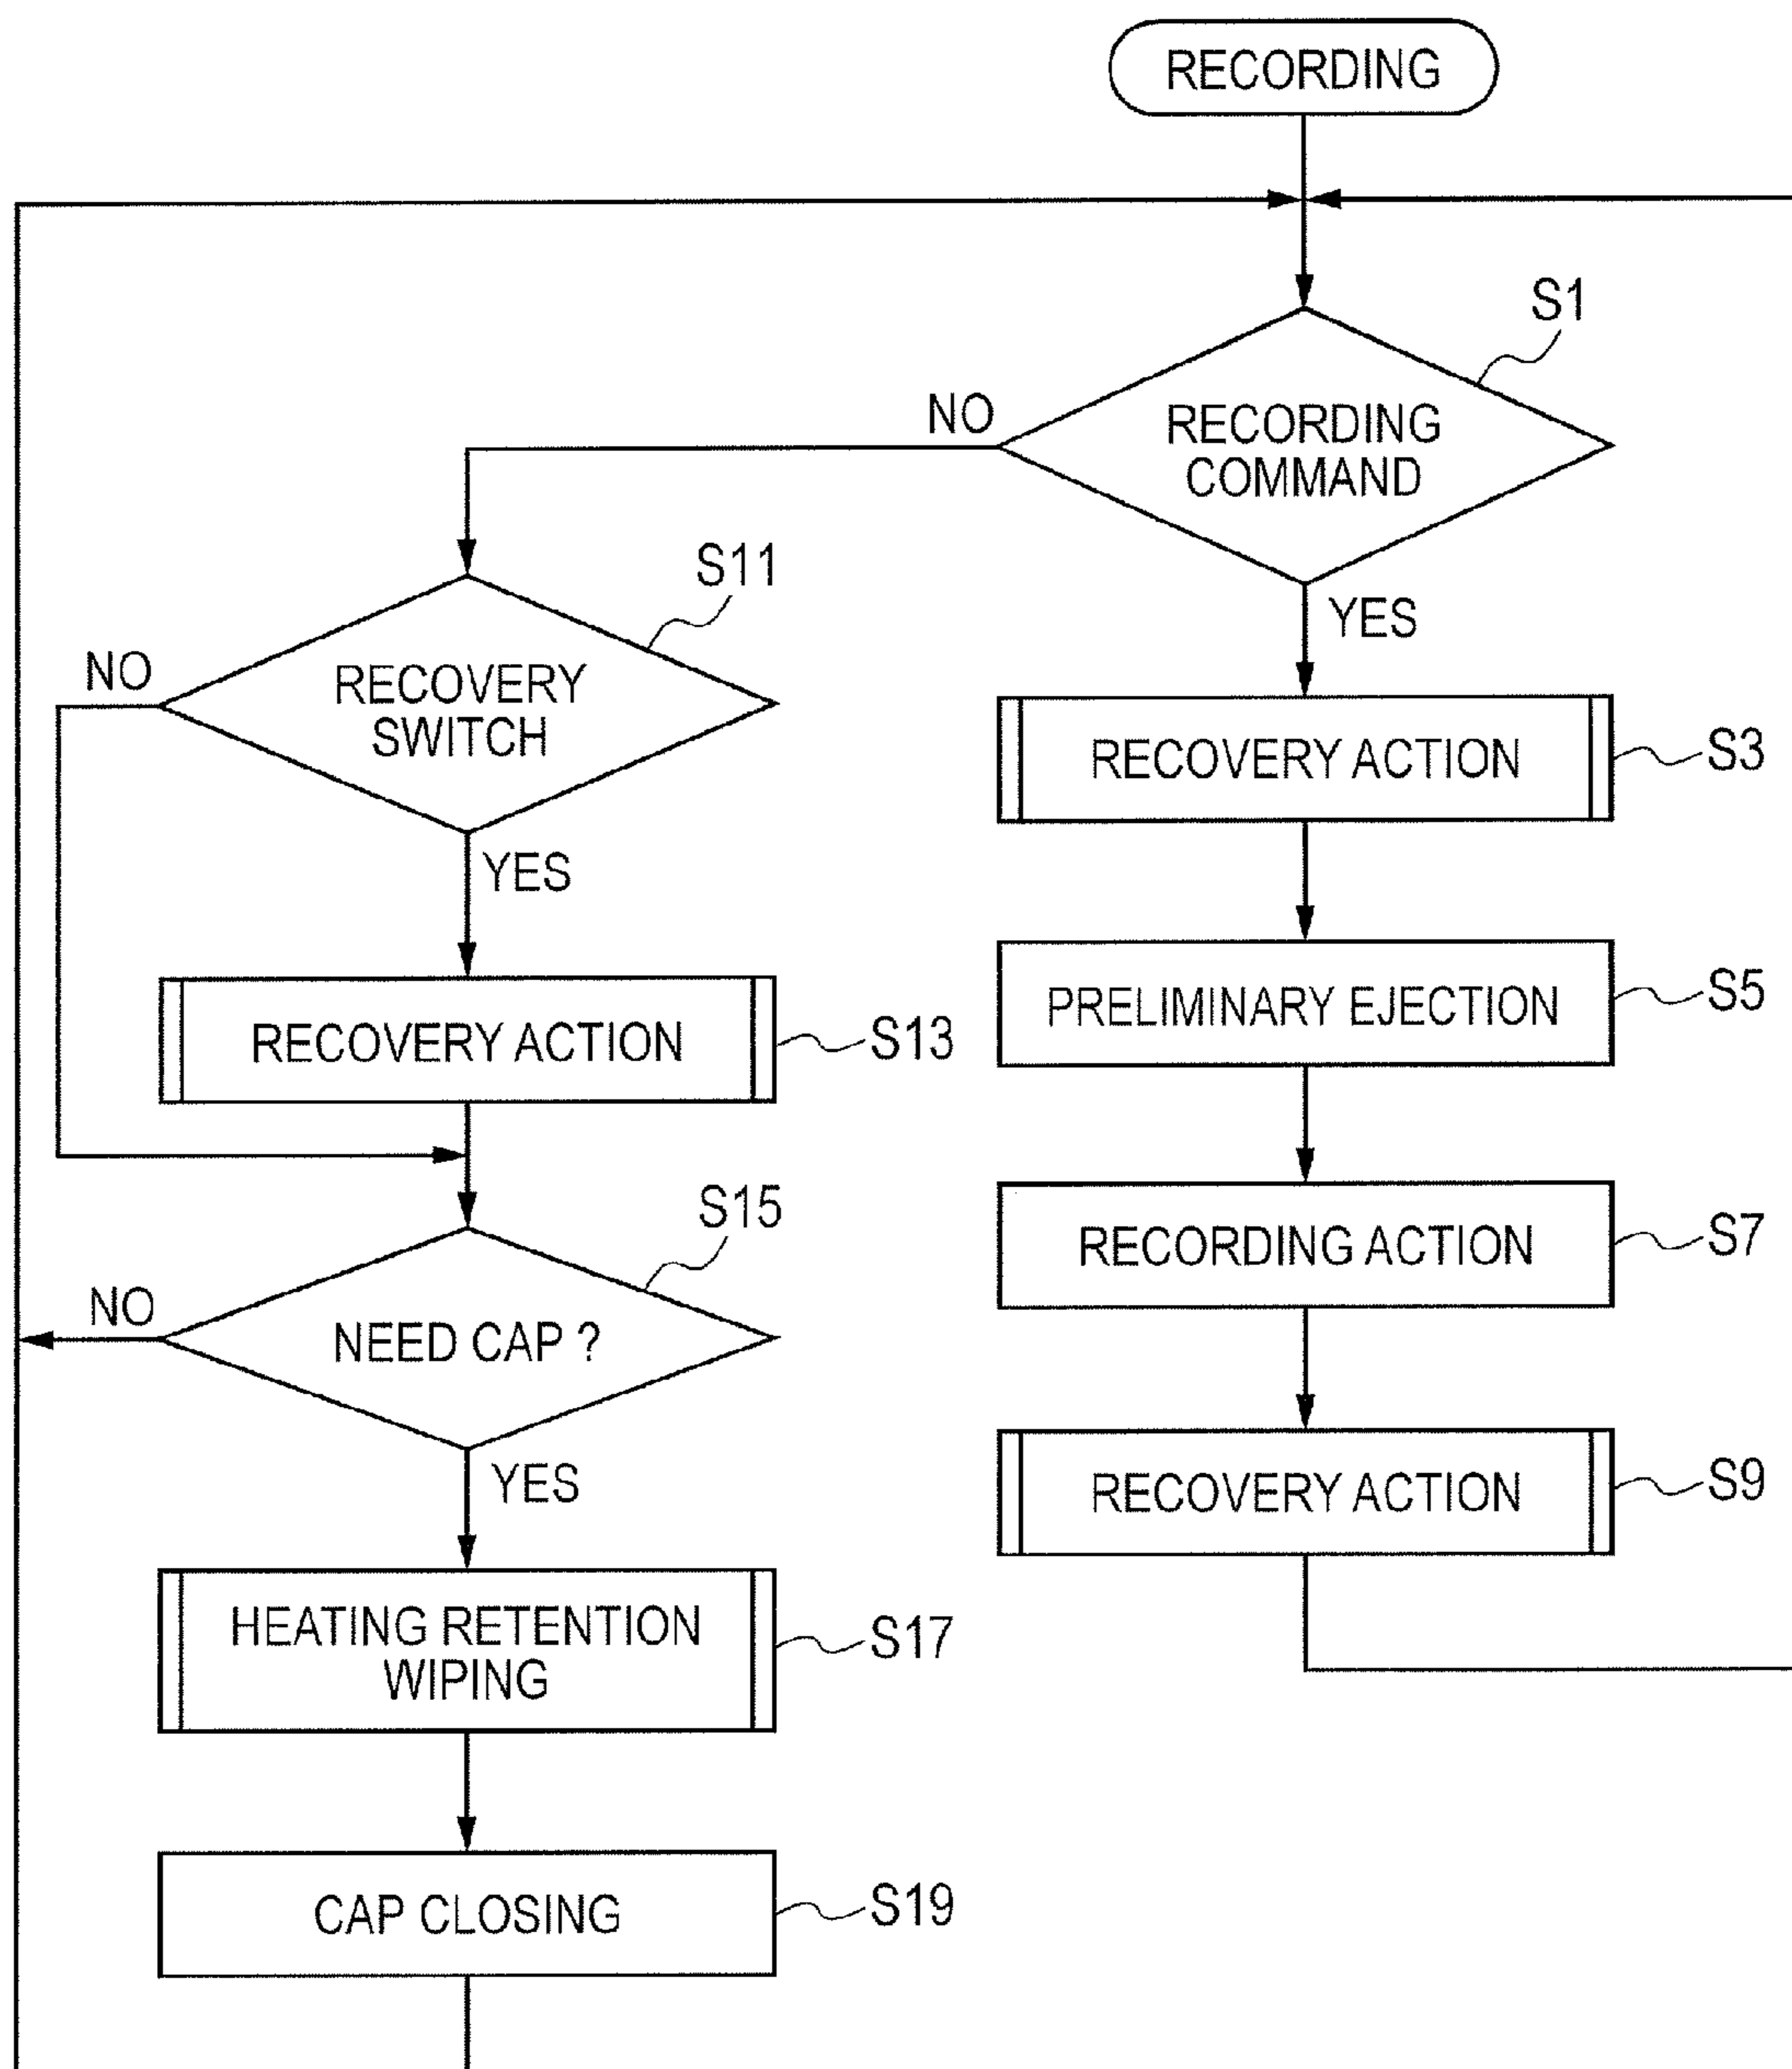 RECORDING
S1
NO
RECORDING
COMMAND
YES
S11
NO
RECOVERY
SWITCH
YES
RECOVERY ACTION
S3
PRELIMINARY EJECTION
S5
RECOVERY ACTION
S13
S15
NO
NEED CAP ?
YES
RECORDING ACTION
S7
RECOVERY ACTION
S9
HEATING RETENTION
WIPING
S17
CAP CLOSING
S19